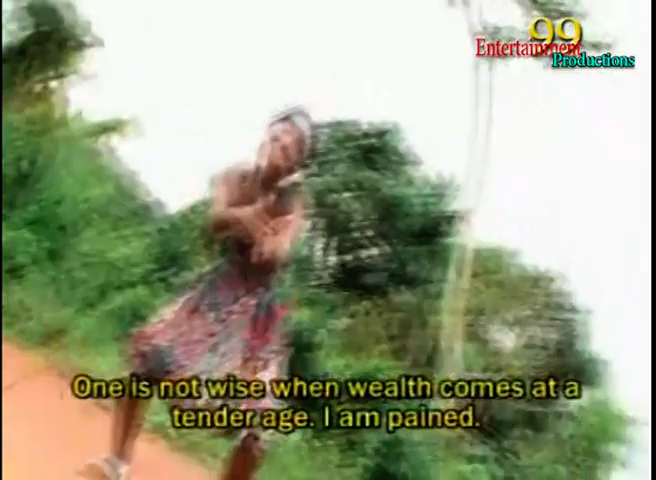 99
Entertainment
Productions
One is not wise when wealth comes at a
tender age. I am pained.